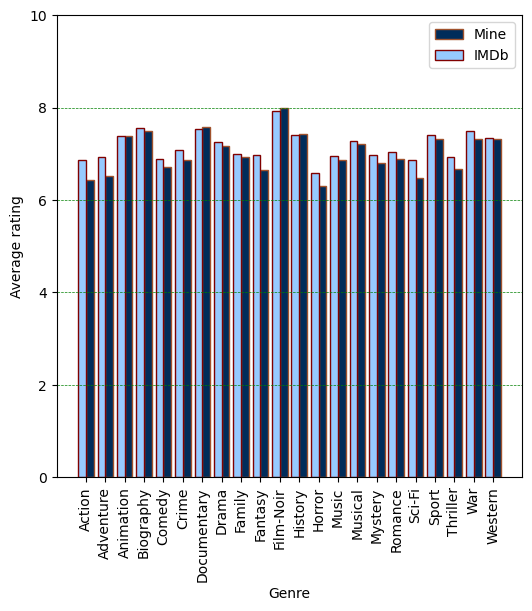 Mine
IMDb
10
8
6
4
2
0
Average rating
Action
Adventure
Animation
Biography
Comedy
Crime
Documentary
Drama
Family
Fantasy
Film-Noir
History
Horror
Music
Musical
Mystery
Romance
Sci-Fi
Sport
Thriller
War
Western
Genre